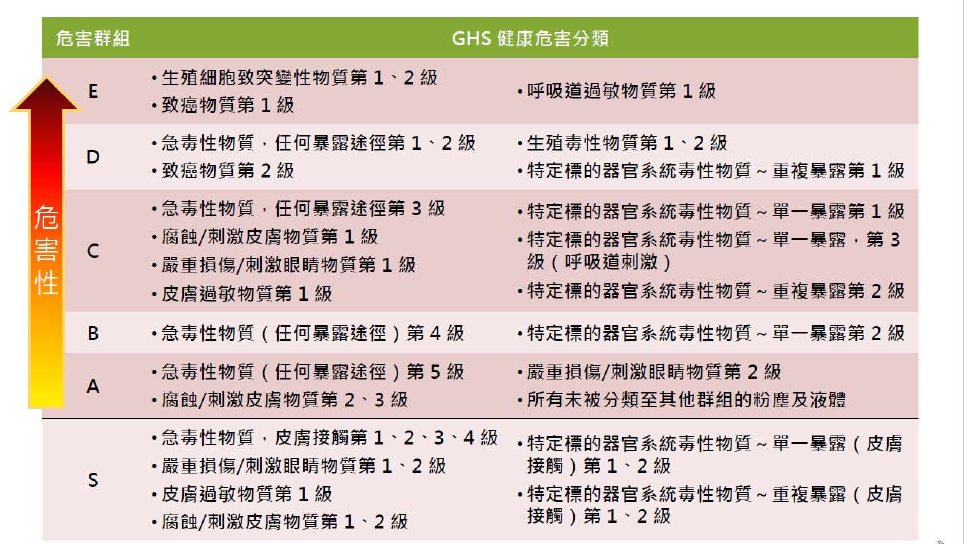 危害群組
GHS 健康危害分類
危害性
E
•生殖細胞致突變性物質第 1、2 級
•致癌物質第 1 級
•呼吸道過敏物質第 1 級
D
•急毒性物質，任何暴露途徑第 1、2 級
•致癌物質第 2 級
•生殖毒性物質第 1、2 級
•特定標的器官系統毒性物質～重複暴露第 1 級
C
•急毒性物質，任何暴露途徑第 3 級
•腐蝕/刺激皮膚物質第 1 級
•嚴重損傷/刺激眼睛物質第 1 級
•皮膚過敏物質第 1 級
•特定標的器官系統毒性物質～單一暴露第 1 級
•特定標的器官系統毒性物質～單一暴露，第 3
級（呼吸道刺激）
•特定標的器官系統毒性物質～重複暴露第 2 級
B
•急毒性物質（任何暴露途徑）第 4 級
•特定標的器官系統毒性物質～單一暴露第 2 級
A
•急毒性物質（任何暴露途徑）第 5 級
•腐蝕/刺激皮膚物質第 2、3 級
•嚴重損傷/刺激眼睛物質第 2 級
•所有未被分類至其他群組的粉塵及液體
S
•急毒性物質，皮膚接觸第 1、2、3、4 級
•嚴重損傷/刺激眼睛物質第 1、2 級
•皮膚過敏物質第 1 級
•腐蝕/刺激皮膚物質第 1、2 級
•特定標的器官系統毒性物質～單一暴露（皮膚
接觸）第 1、2 級
•特定標的器官系統毒性物質～重複暴露（皮膚
接觸）第 1、2 級